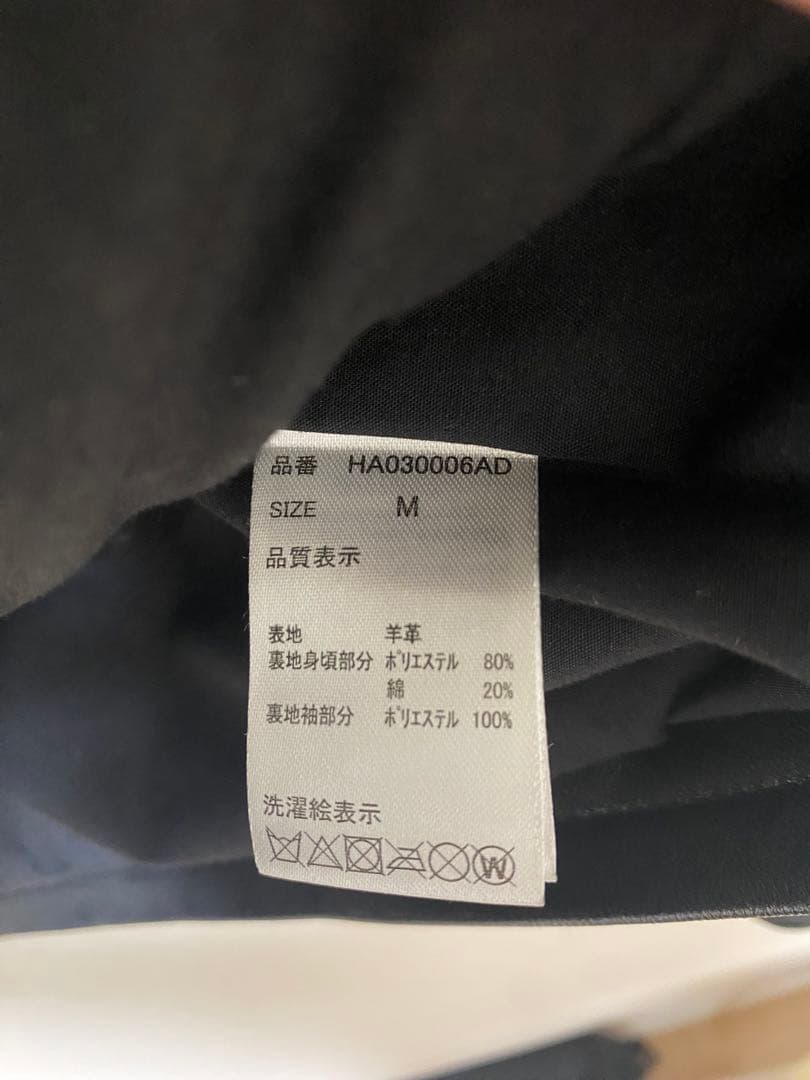 品番 HA030006AD
SIZE M
品質表示
表地 羊革
裏地身頃部分 ポリエステル 80%
綿 20%
裏地袖部分 ポリエステル 100%
洗濯絵表示
W